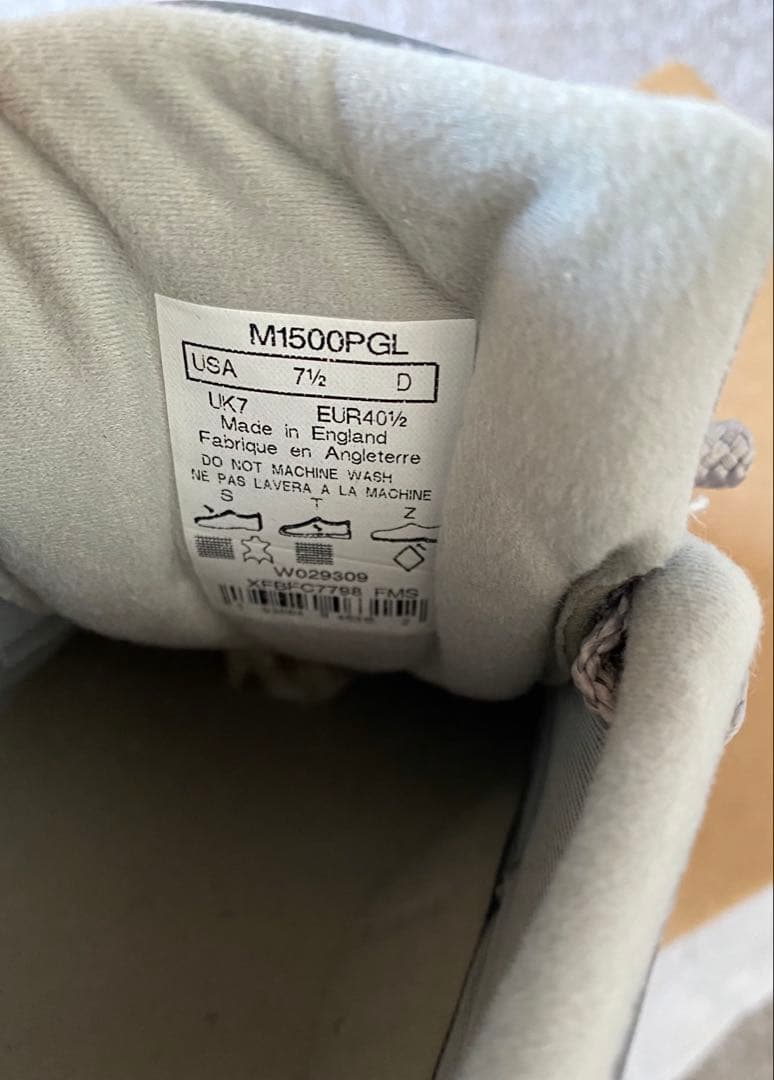 M1500PGL
USA 7½ D
UK7 EUR40½
Made in England
Fabrique en Angleterre
DO NOT MACHINE WASH
NE PAS LAVERA A LA MACHINE
S T Z
W029309
FMS